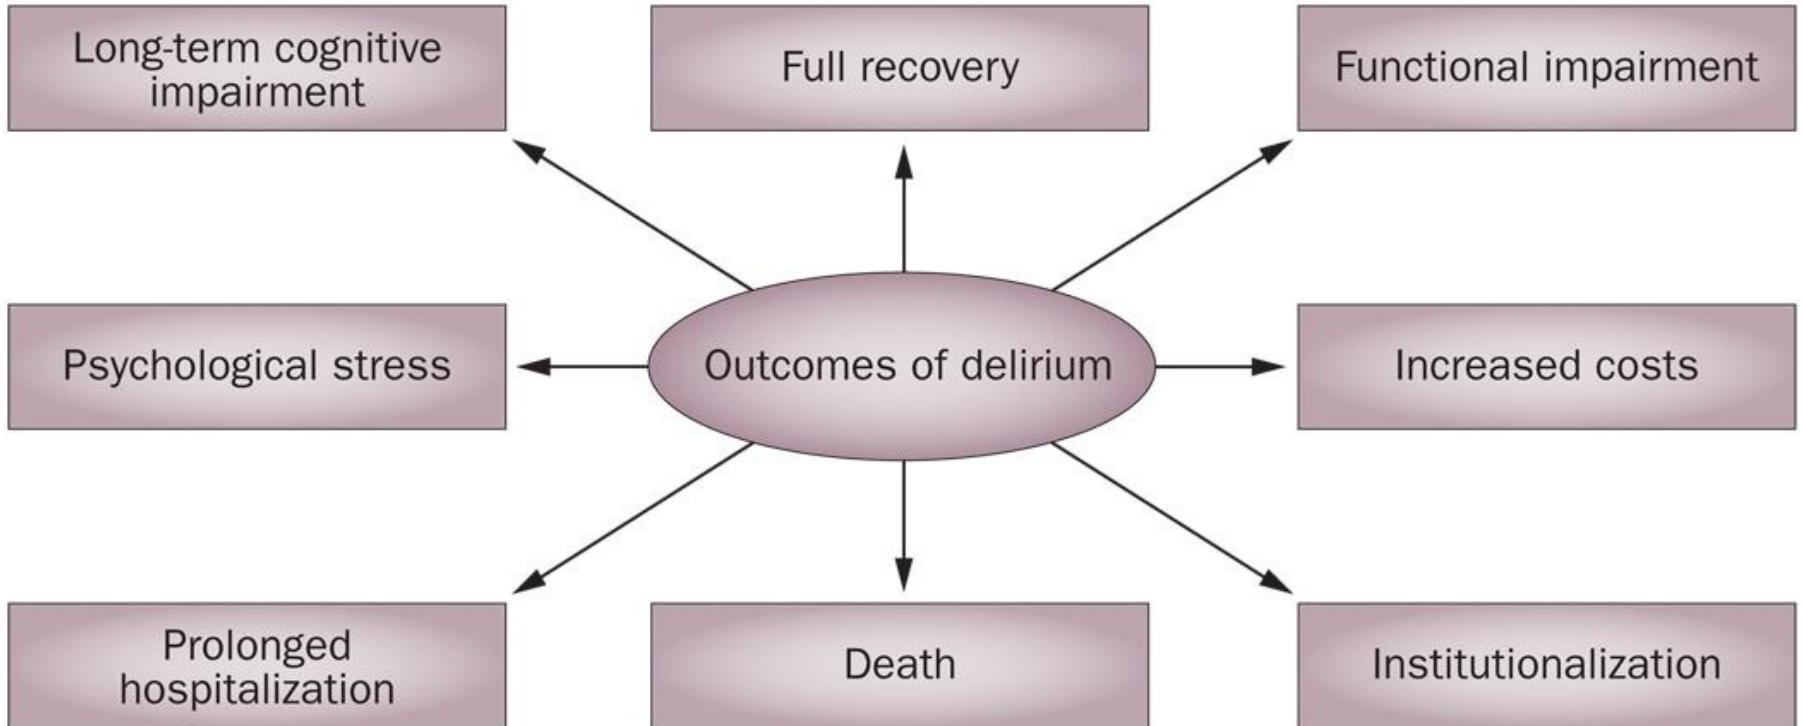 Long-term cognitive
impairment
Full recovery
Functional impairment
Psychological stress
Outcomes of delirium
Increased costs
Prolonged
hospitalization
Death
Institutionalization